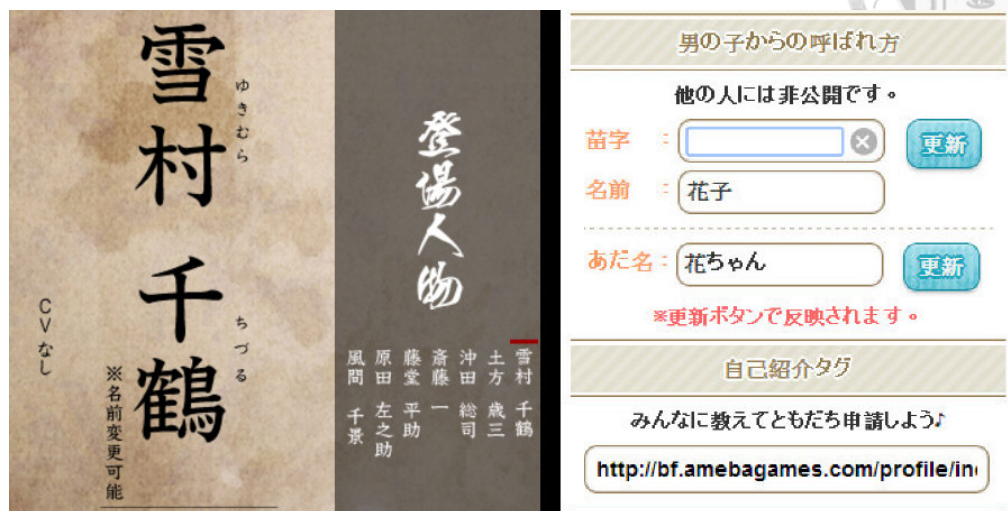 雪村 千鶴
ゆきむら
ちづる
※名前変更可能
CVなし
登場人物
雪村 千鶴
土方 歳三
沖田 総司
斎藤 一
藤堂 平助
原田 左之助
風間 千景
男の子からの呼ばれ方
他の人には非公開です。
苗字 :
更新
名前 : 花子
あだ名: 花ちゃん
更新
※更新ボタンで反映されます。
自己紹介タグ
みんなに教えてともだち申請しよう♪
http://bf.amebagames.com/profile/in